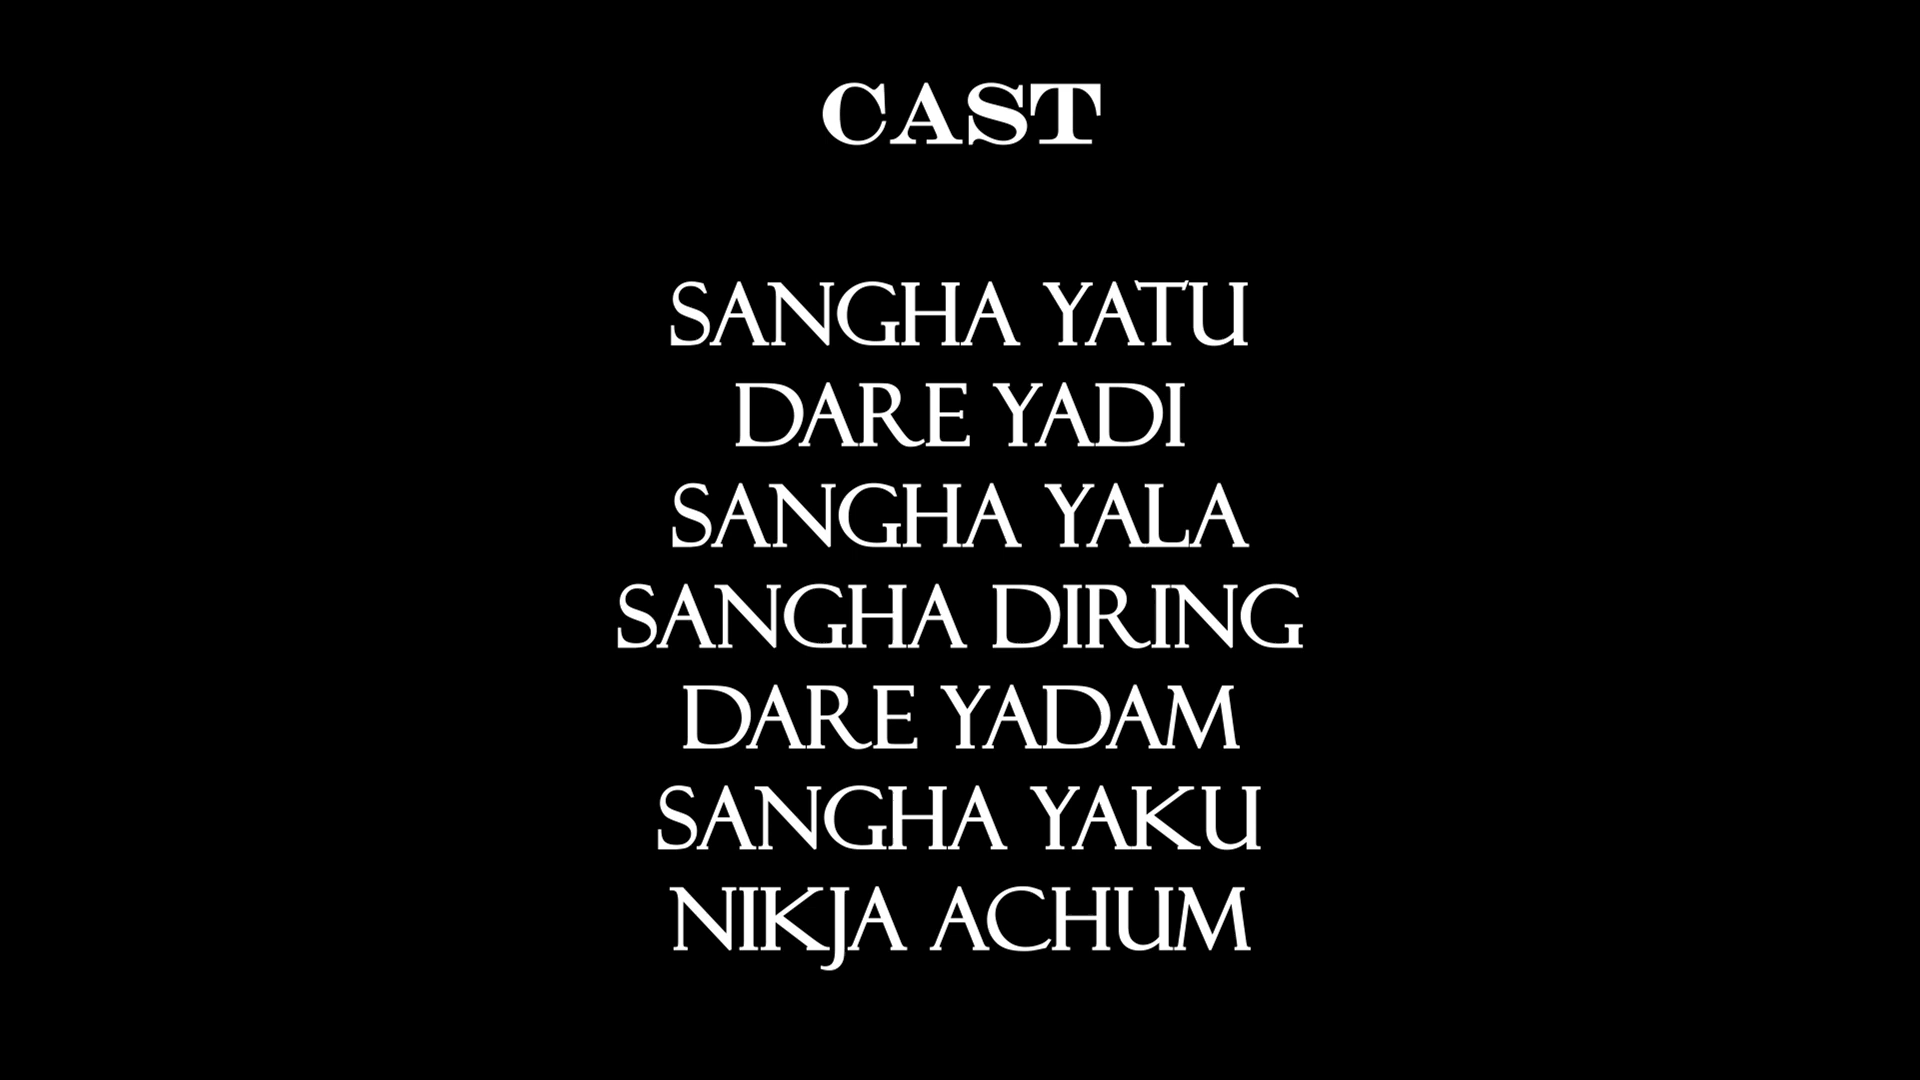 CAST
SANGHA YATU
DARE YADI
SANGHA YALA
SANGHA DIRING
DARE YADAM
SANGHA YAKU
NIKJA ACHUM